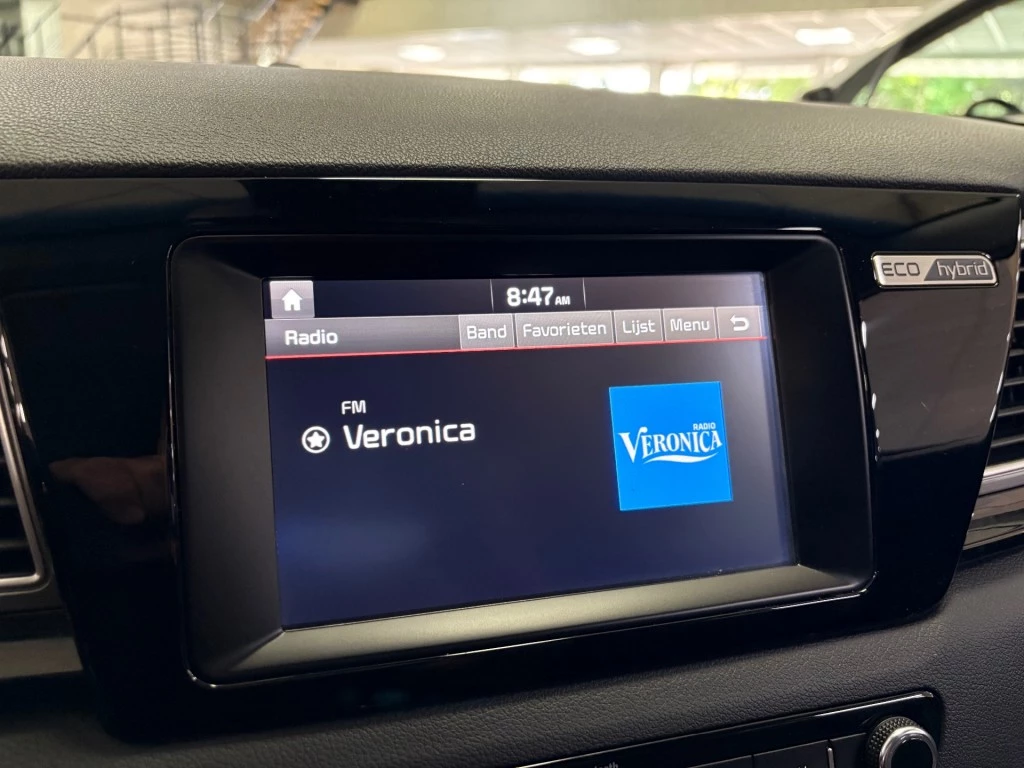 ECO hybrid
8:47 AM
Radio Band Favorieten Lijst Menu
FM
Veronica
RADIO
VERONICA